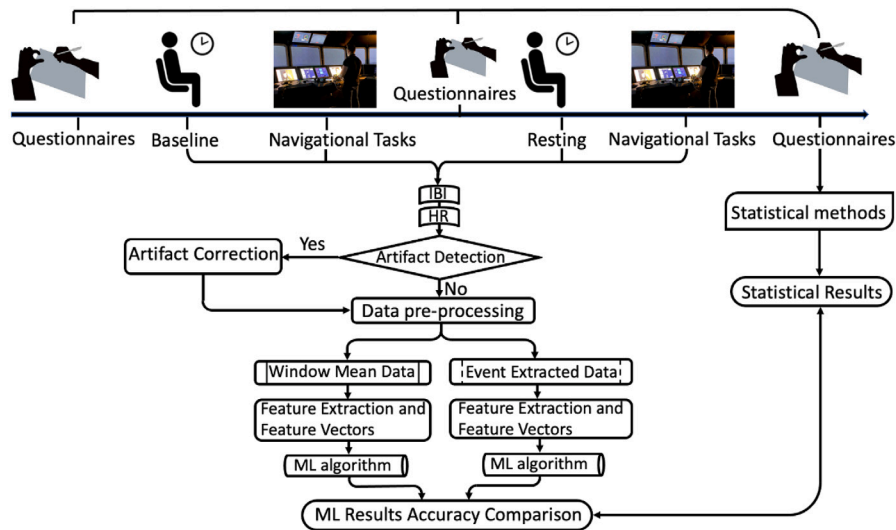 Questionnaires
Questionnaires
Baseline
Navigational Tasks
Resting
Navigational Tasks
Questionnaires
IBI
HR
Statistical methods
Artifact Correction
Yes
Artifact Detection
No
Statistical Results
Data pre-processing
Window Mean Data
Event Extracted Data
Feature Extraction and
Feature Vectors
Feature Extraction and
Feature Vectors
ML algorithm
ML algorithm
ML Results Accuracy Comparison